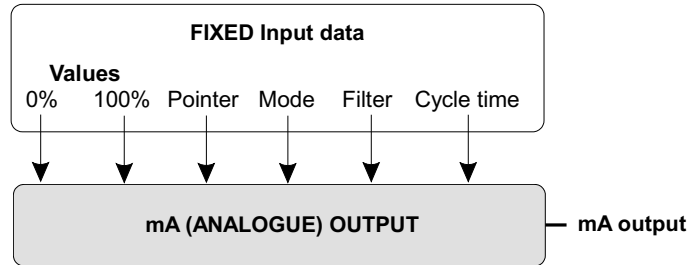 FIXED Input data
Values
0% 100% Pointer Mode Filter Cycle time
mA (ANALOGUE) OUTPUT
mA output